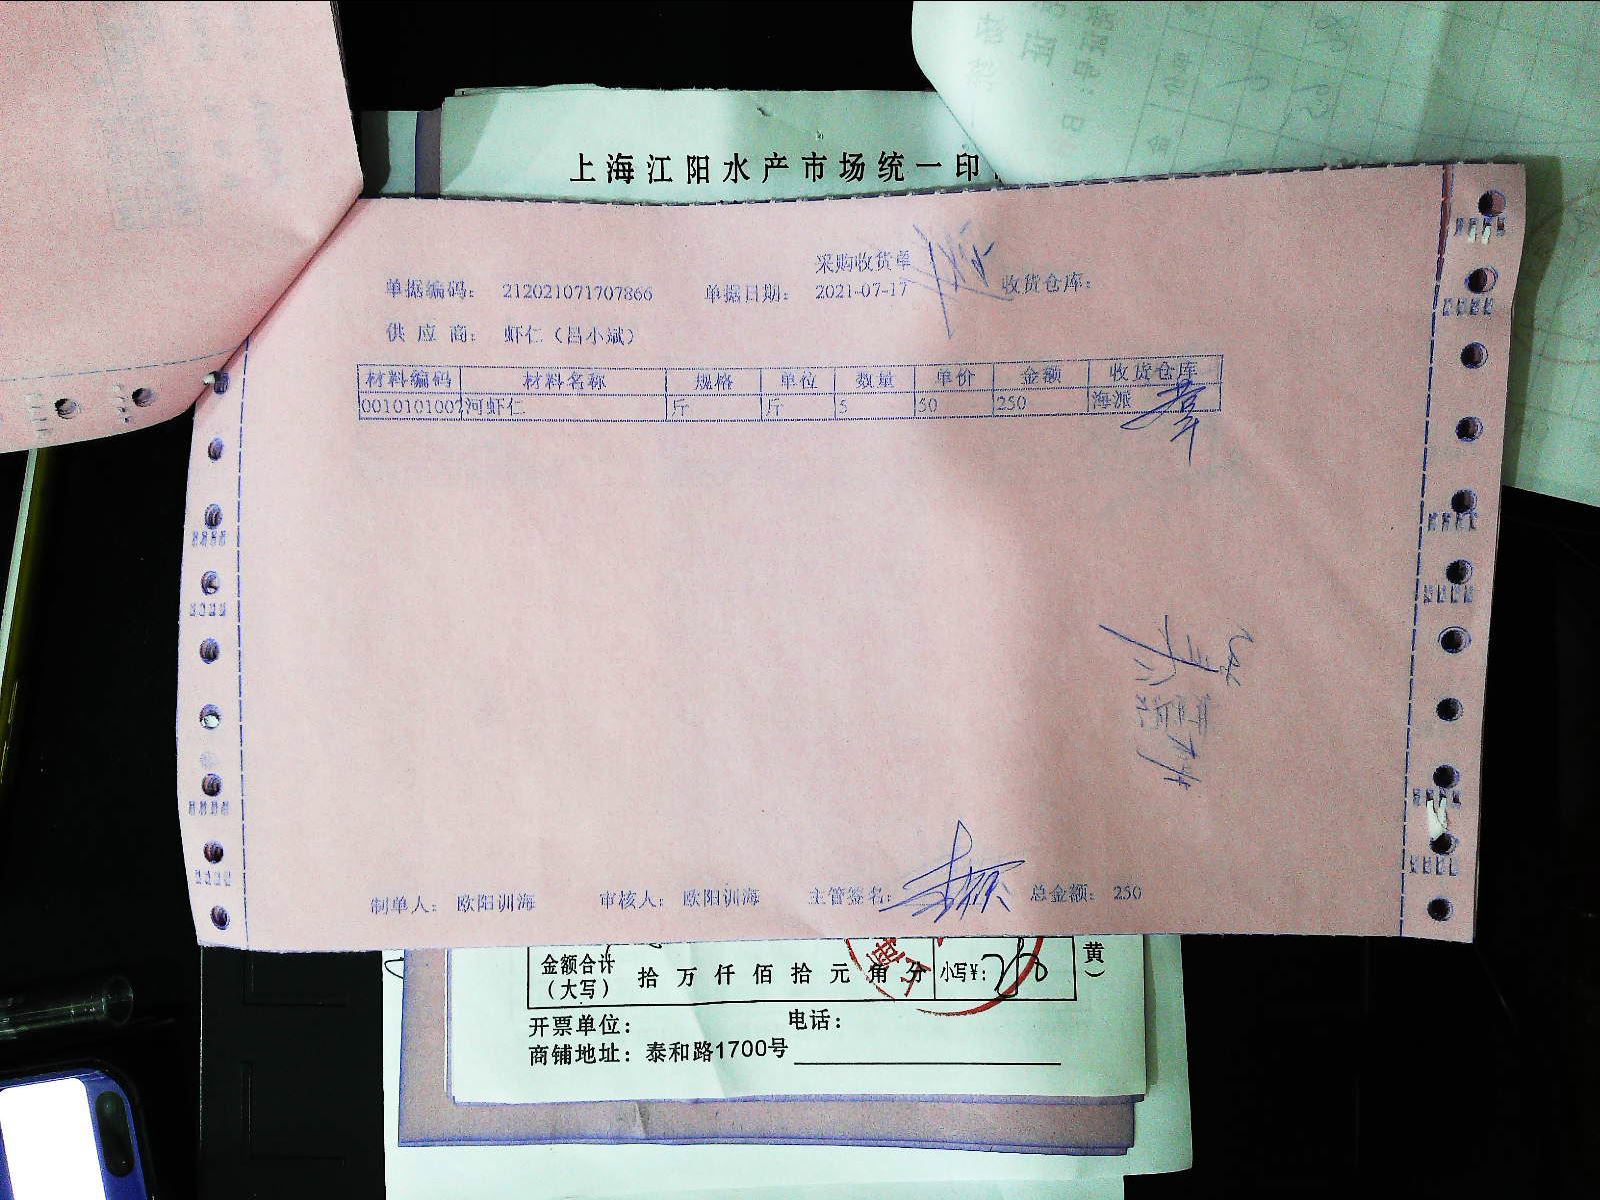 上海江阳水产市场统一印
采购收货单
单据编码： 212021071707866 单据日期： 2021-07-17 收货仓库：
供 应 商： 虾仁（吕小斌）
材料编码 材料名称 规格 单位 数量 单价 金额 收货仓库
0010101007 河虾仁 斤 斤 5 50 250 海派
制单人： 欧阳训海 审核人： 欧阳训海 主管签名： 总金额： 250
金额合计（大写） 拾 万 仟 佰 拾 元 角 分 小写¥：250
黄）
开票单位： 电话：
商铺地址：泰和路1700号